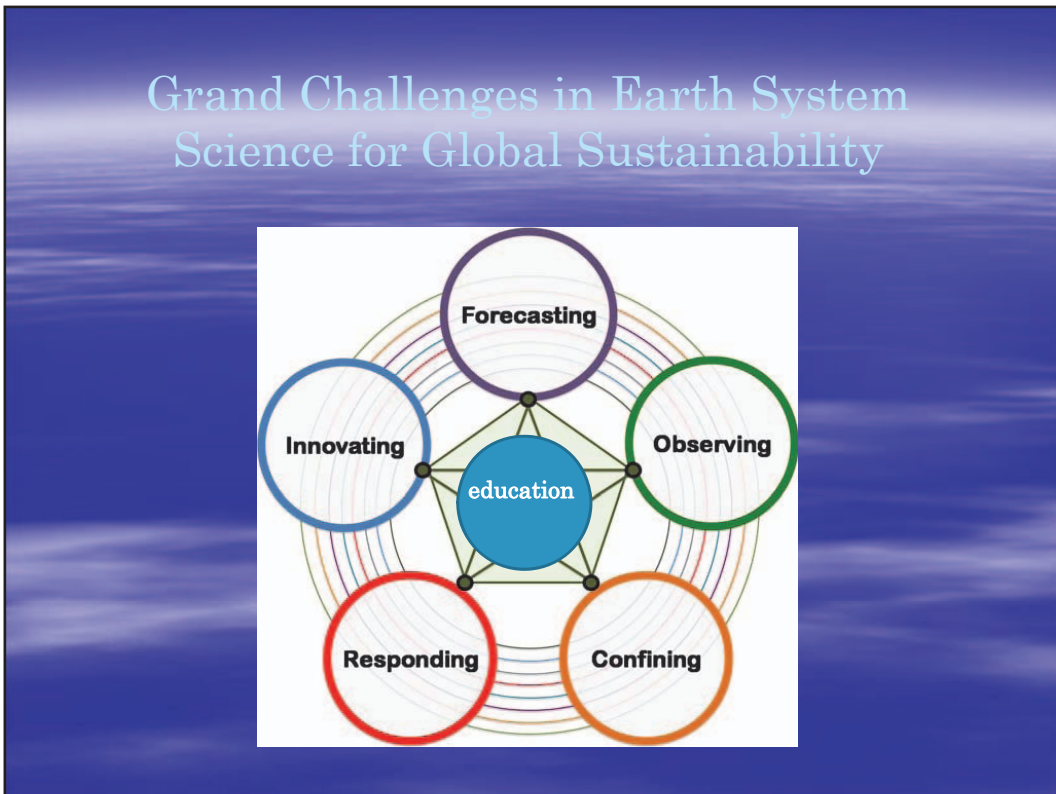 Grand Challenges in Earth System
Science for Global Sustainability
Forecasting
Innovating
Observing
education
Responding
Confining